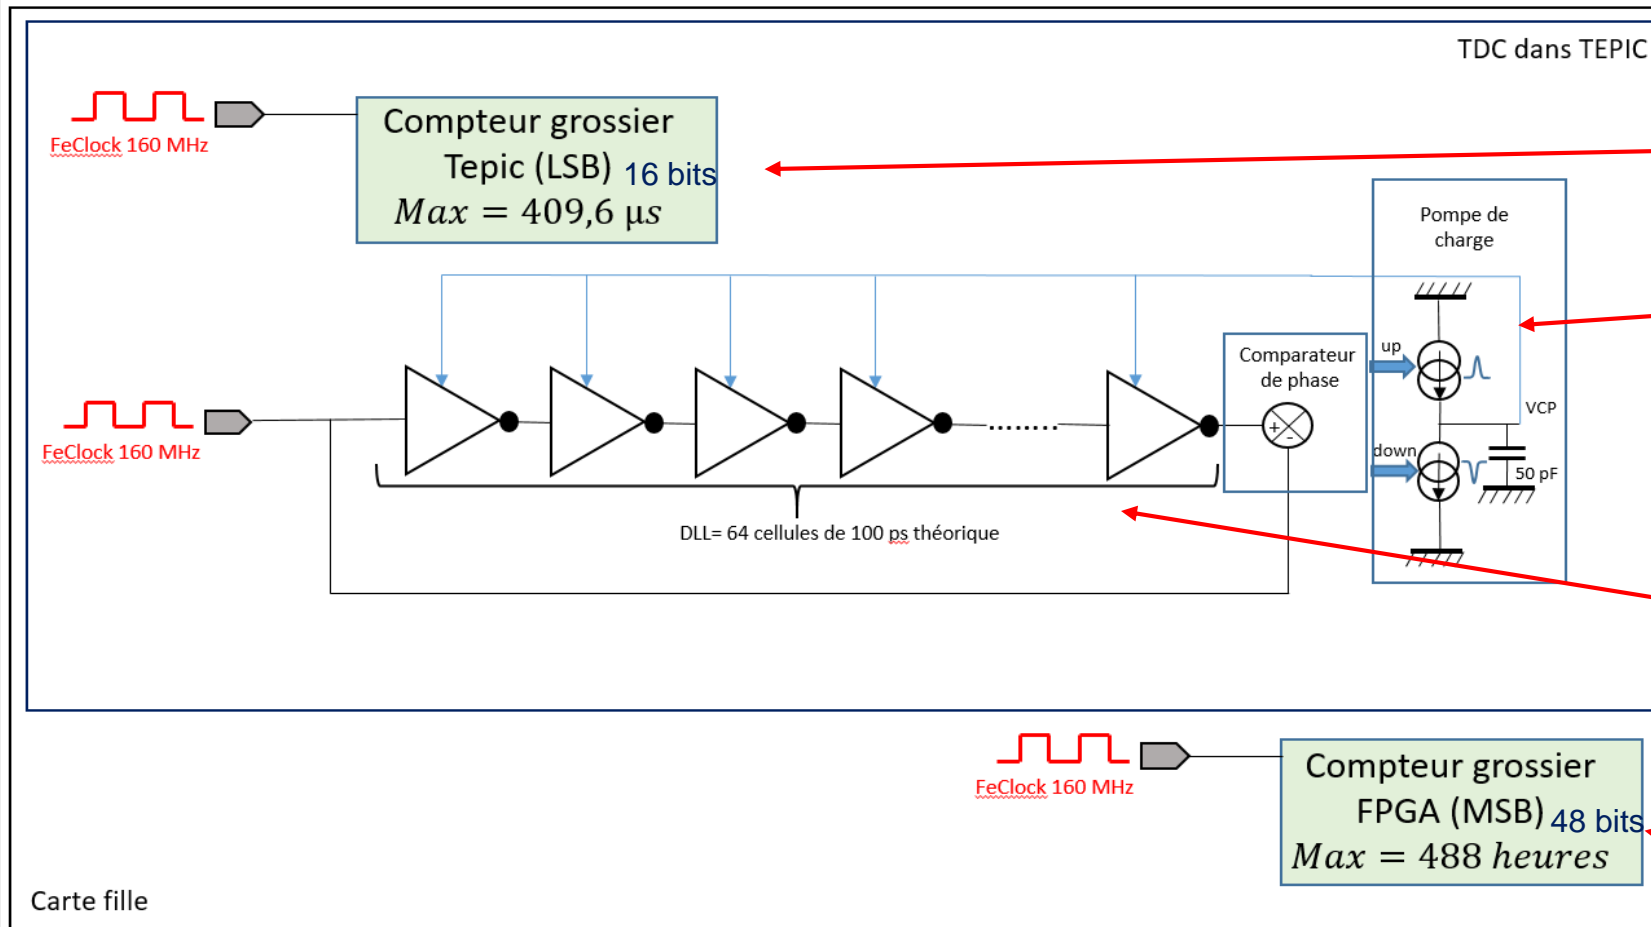 TDC dans TEPIC
FeClock 160 MHz
Compteur grossier
Tepic (LSB) 16 bits
Max = 409,6 µs
Pompe de
charge
up
Comparateur
de phase
+
-
VCP
FeClock 160 MHz
........
down
50 pF
DLL= 64 cellules de 100 ps théorique
FeClock 160 MHz
Compteur grossier
FPGA (MSB) 48 bits
Max = 488 heures
Carte fille